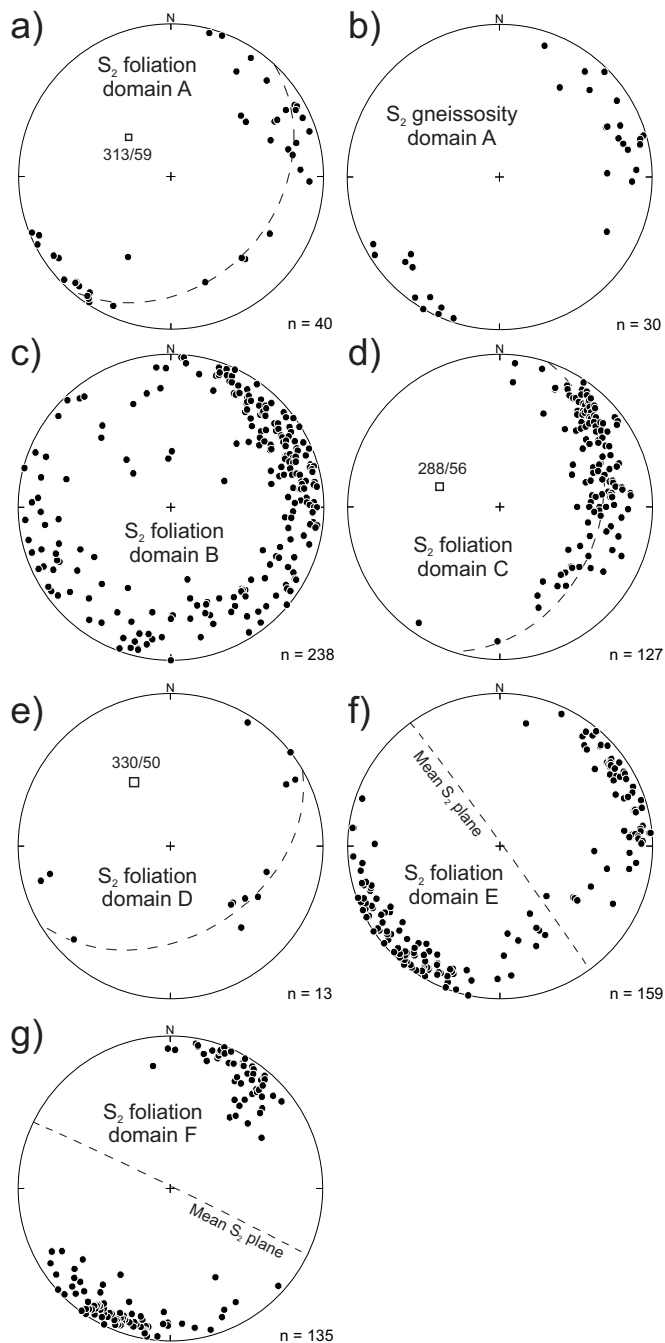 a)
N
S₂ foliation
domain A
313/59
n = 40
b)
N
S₂ gneissosity
domain A
n = 30
c)
N
S₂ foliation
domain B
n = 238
d)
N
288/56
S₂ foliation
domain C
n = 127
e)
N
330/50
S₂ foliation
domain D
n = 13
f)
N
Mean S₂ plane
S₂ foliation
domain E
n = 159
g)
N
S₂ foliation
domain F
Mean S₂ plane
n = 135